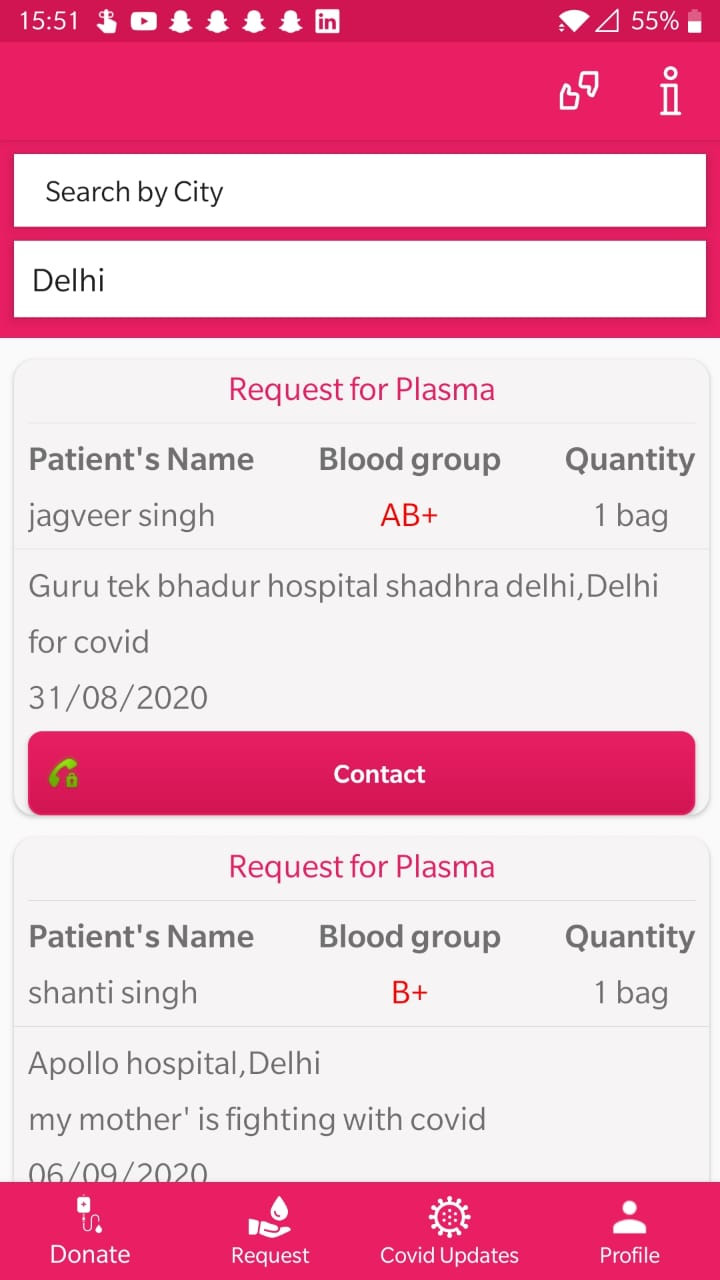 15:51 in 55%
Search by City
Delhi
Request for Plasma
Patient's Name Blood group Quantity
jagveer singh AB+ 1 bag
Guru tek bhadur hospital shadhra delhi,Delhi
for covid
31/08/2020
Contact
Request for Plasma
Patient's Name Blood group Quantity
shanti singh B+ 1 bag
Apollo hospital,Delhi
my mother' is fighting with covid
06/09/2020
Donate Request Covid Updates Profile